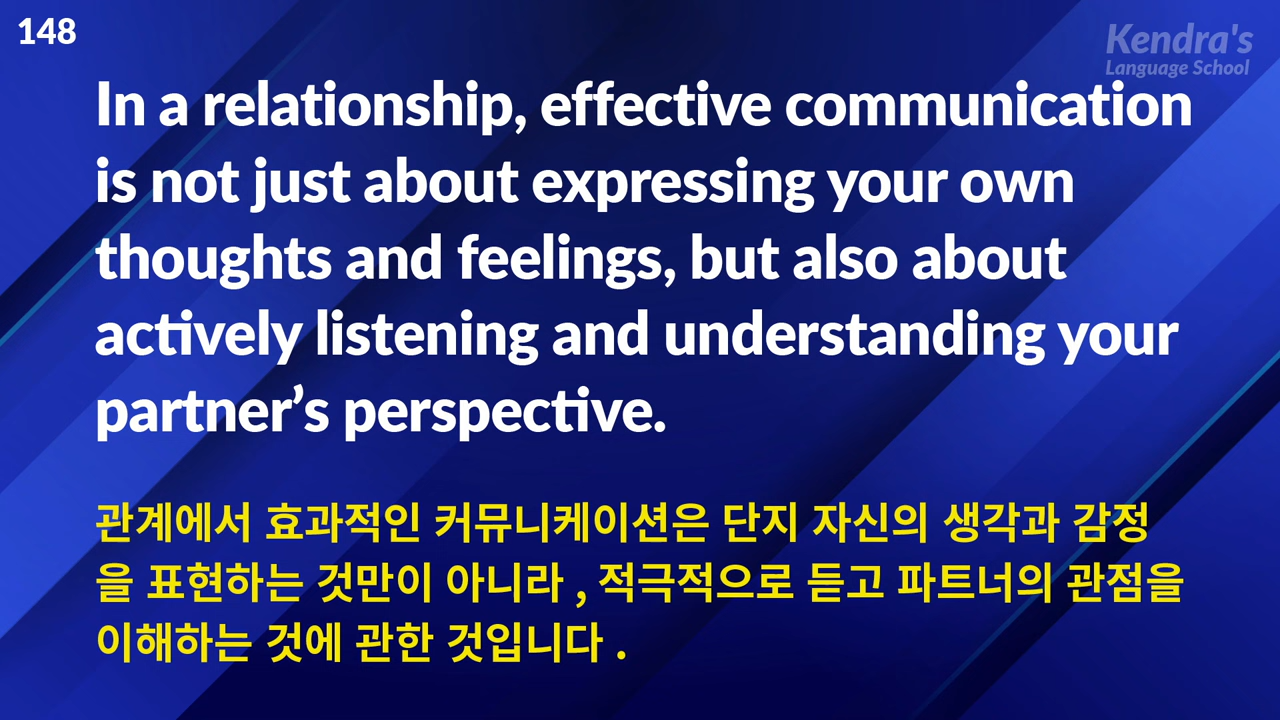 148
Kendra's
Language School
In a relationship, effective communication
is not just about expressing your own
thoughts and feelings, but also about
actively listening and understanding your
partner’s perspective.
관계에서 효과적인 커뮤니케이션은 단지 자신의 생각과 감정
을 표현하는 것만이 아니라 , 적극적으로 듣고 파트너의 관점을
이해하는 것에 관한 것입니다 .